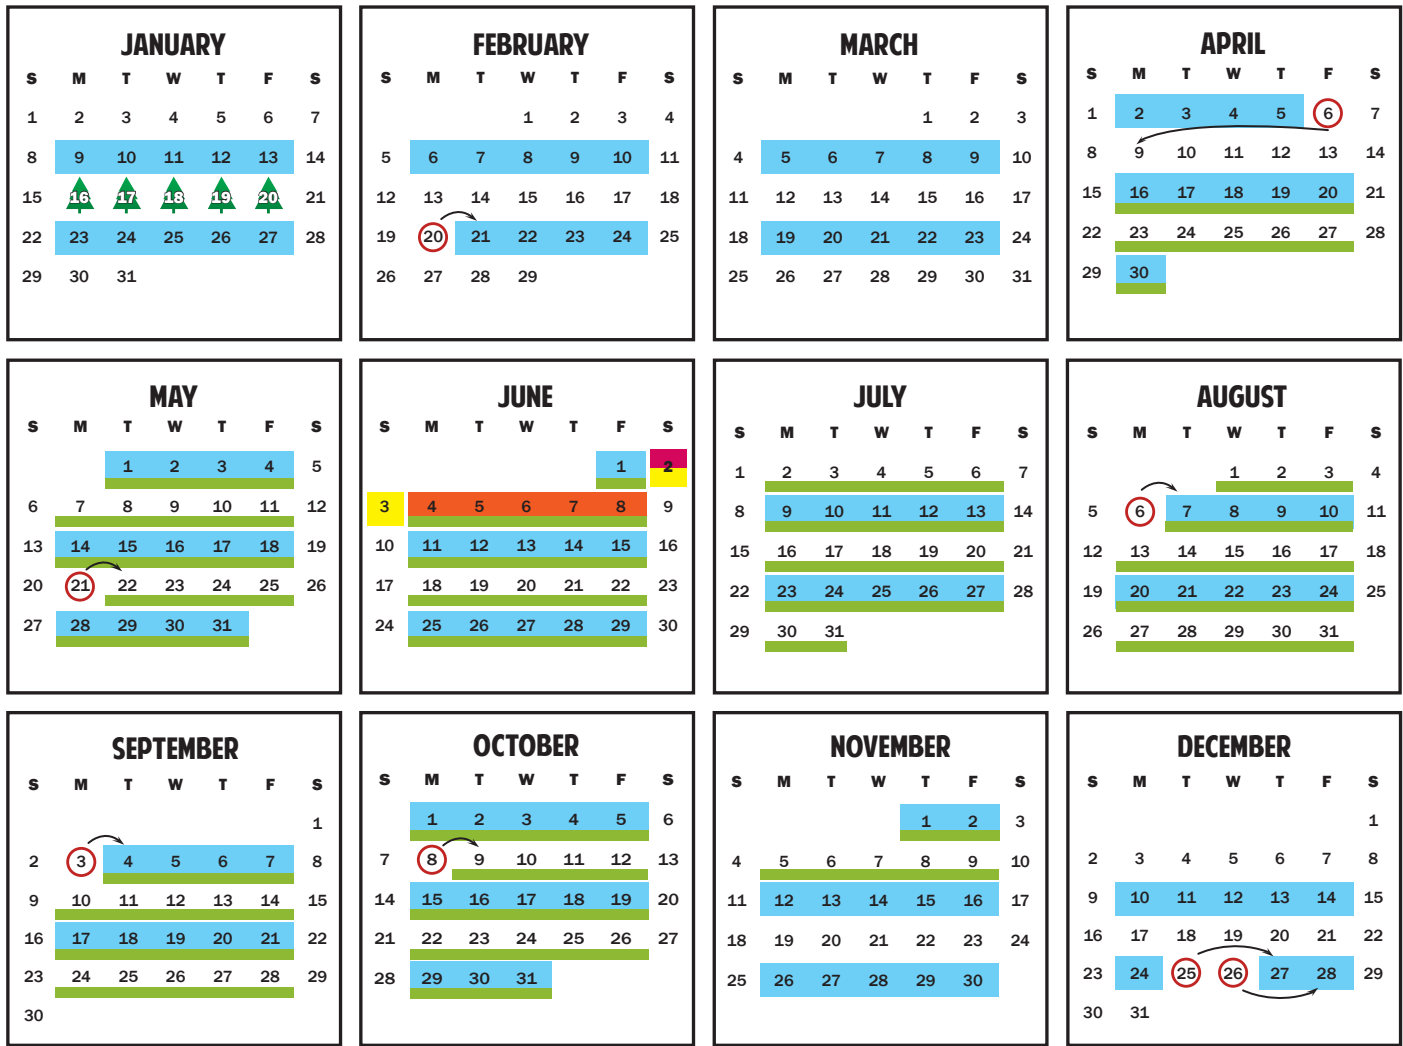 JANUARY
S M T W T F S
1 2 3 4 5 6 7
8 9 10 11 12 13 14
15 16 17 18 19 20 21
22 23 24 25 26 27 28
29 30 31
FEBRUARY
S M T W T F S
1 2 3 4
5 6 7 8 9 10 11
12 13 14 15 16 17 18
19 20 21 22 23 24 25
26 27 28 29
MARCH
S M T W T F S
1 2 3
4 5 6 7 8 9 10
11 12 13 14 15 16 17
18 19 20 21 22 23 24
25 26 27 28 29 30 31
APRIL
S M T W T F S
1 2 3 4 5 6 7
8 9 10 11 12 13 14
15 16 17 18 19 20 21
22 23 24 25 26 27 28
29 30
MAY
S M T W T F S
1 2 3 4 5
6 7 8 9 10 11 12
13 14 15 16 17 18 19
20 21 22 23 24 25 26
27 28 29 30 31
JUNE
S M T W T F S
1 2
3 4 5 6 7 8 9
10 11 12 13 14 15 16
17 18 19 20 21 22 23
24 25 26 27 28 29 30
JULY
S M T W T F S
1 2 3 4 5 6 7
8 9 10 11 12 13 14
15 16 17 18 19 20 21
22 23 24 25 26 27 28
29 30 31
AUGUST
S M T W T F S
1 2 3 4
5 6 7 8 9 10 11
12 13 14 15 16 17 18
19 20 21 22 23 24 25
26 27 28 29 30 31
SEPTEMBER
S M T W T F S
1
2 3 4 5 6 7 8
9 10 11 12 13 14 15
16 17 18 19 20 21 22
23 24 25 26 27 28 29
30
OCTOBER
S M T W T F S
1 2 3 4 5 6
7 8 9 10 11 12 13
14 15 16 17 18 19 20
21 22 23 24 25 26 27
28 29 30 31
NOVEMBER
S M T W T F S
1 2 3
4 5 6 7 8 9 10
11 12 13 14 15 16 17
18 19 20 21 22 23 24
25 26 27 28 29 30
DECEMBER
S M T W T F S
1
2 3 4 5 6 7 8
9 10 11 12 13 14 15
16 17 18 19 20 21 22
23 24 25 26 27 28 29
30 31